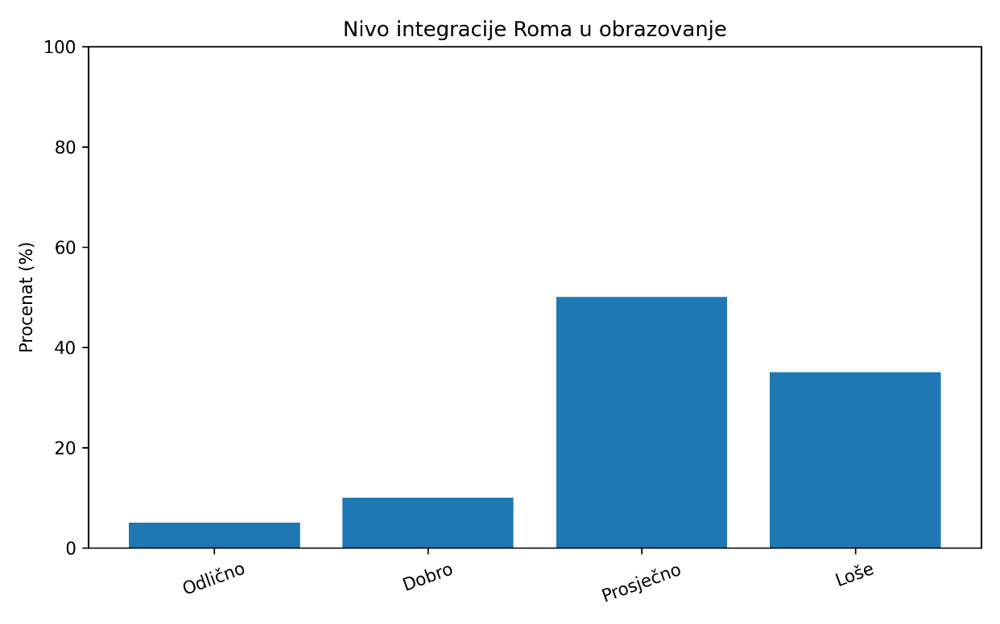 Nivo integracije Roma u obrazovanje
Procenat (%)
100
80
60
40
20
0
Odlično
Dobro
Prosječno
Loše